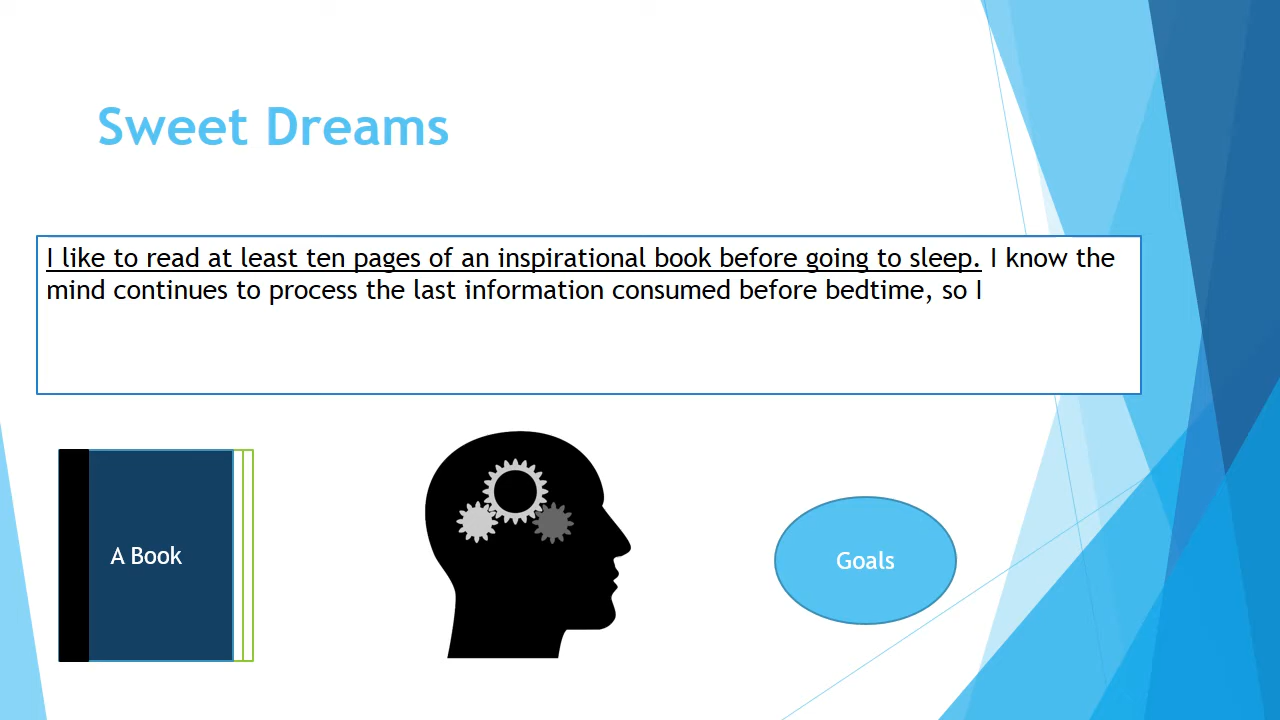 Sweet Dreams
I like to read at least ten pages of an inspirational book before going to sleep. I know the
mind continues to process the last information consumed before bedtime, so I
A Book
Goals